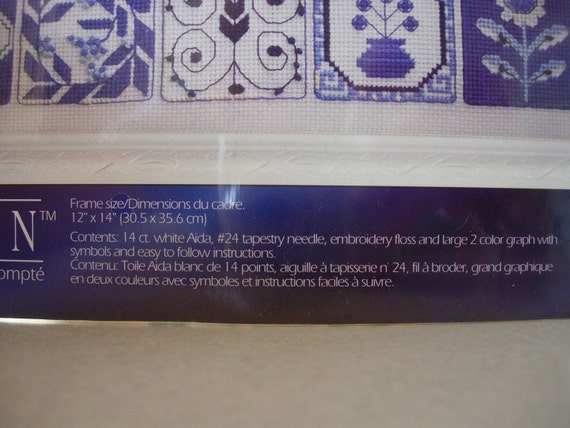 N™
ompté
Frame size/Dimensions du cadre.
12" x 14" (30.5 x 35.6 cm)
Contents: 14 ct. white Aida, #24 tapestry needle, embroidery floss and large 2 color graph with
symbols and easy to follow instructions.
Contenu: Toile Aida blanc de 14 points, aiguille à tapisserie n° 24, fil à broder, grand graphique
en deux couleurs avec symboles et instructions faciles à suivre.